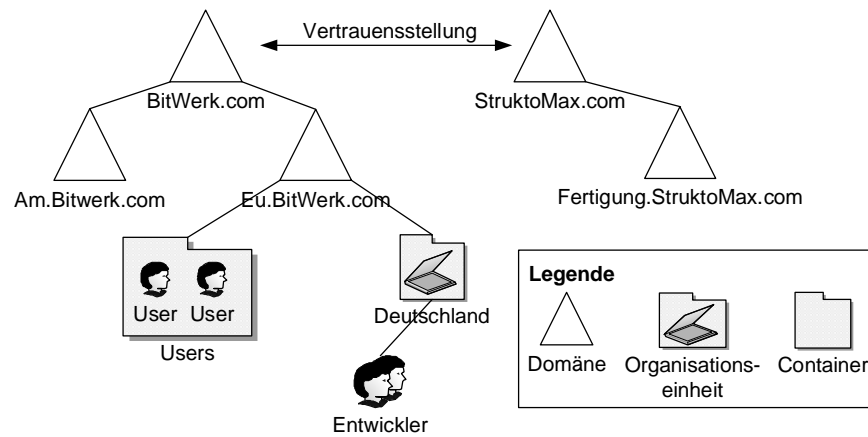 Vertrauensstellung
BitWerk.com
StruktoMax.com
Am.Bitwerk.com
Eu.BitWerk.com
Fertigung.StruktoMax.com
User
User
Users
Deutschland
Entwickler
Legende
Domäne
Organisations-
einheit
Container